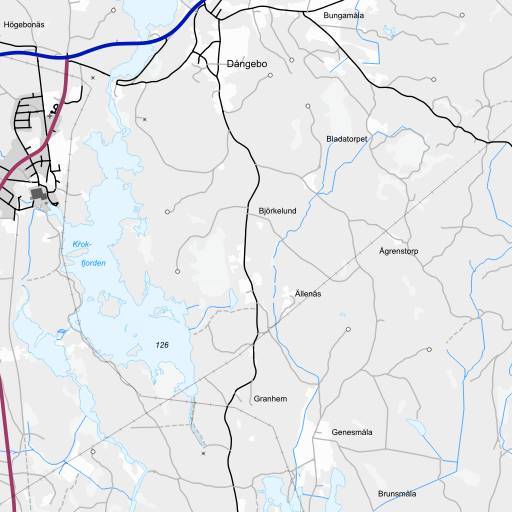 Bungamåla
Högebonäs
Dångebo
Bladatorpet
Björkelund
Krok-
fjorden
Ågrenstorp
Ällenäs
126
Granhem
Genesmåla
Brunsmåla